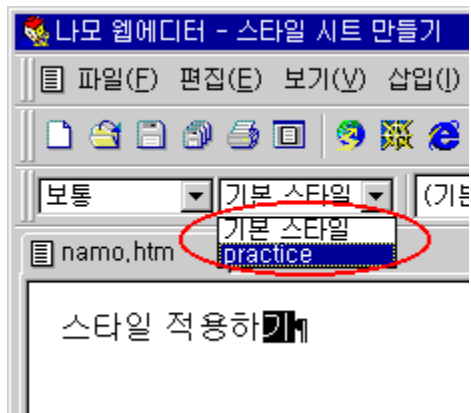 나모 웹에디터 - 스타일 시트 만들기
파일(F) 편집(E) 보기(V) 삽입(I)
보통 기본 스타일 (기본
기본 스타일
practice
namo.htm
스타일 적용하기